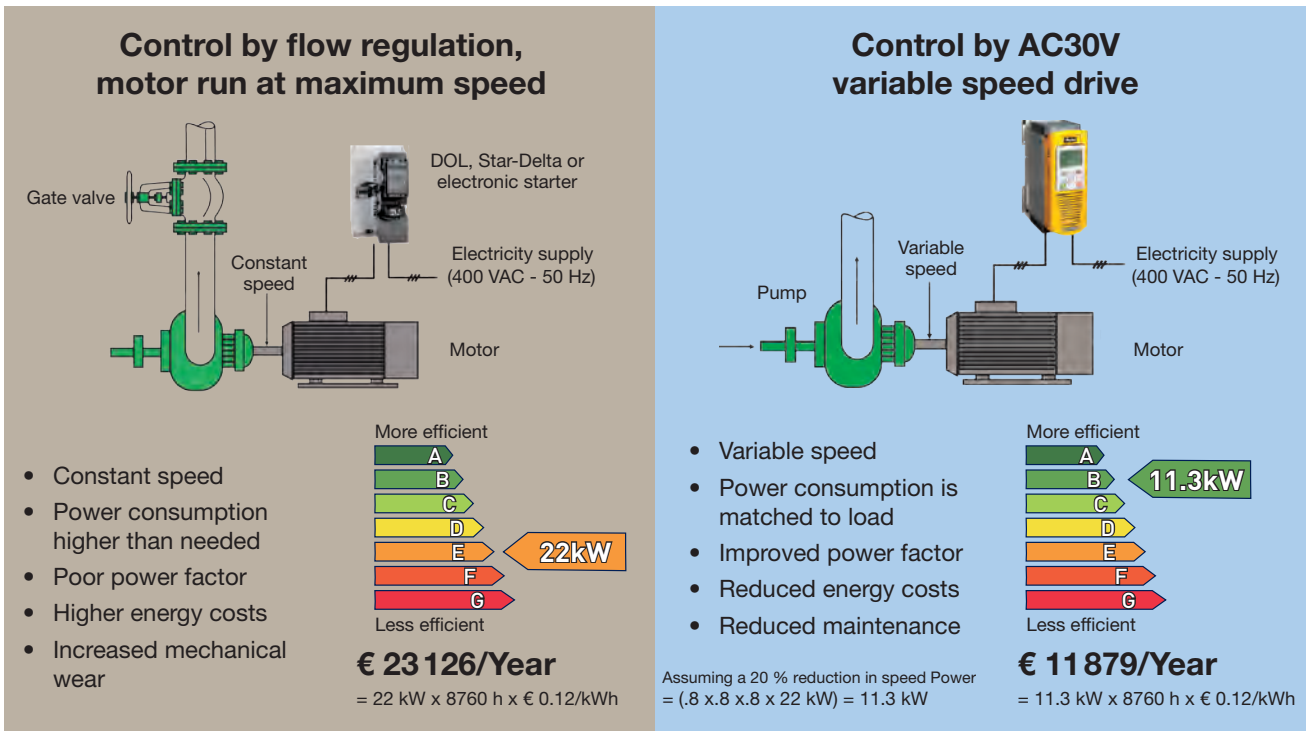 Control by flow regulation,
motor run at maximum speed
Gate valve
DOL, Star-Delta or
electronic starter
Constant
speed
Electricity supply
(400 VAC - 50 Hz)
Motor
• Constant speed
• Power consumption
higher than needed
• Poor power factor
• Higher energy costs
• Increased mechanical
wear
More efficient
A
B
C
D
E
F
G
22kW
Less efficient
€ 23 126/Year
= 22 kW x 8760 h x € 0.12/kWh
Control by AC30V
variable speed drive
Variable
speed
Electricity supply
(400 VAC - 50 Hz)
Pump
Motor
• Variable speed
• Power consumption is
matched to load
• Improved power factor
• Reduced energy costs
• Reduced maintenance
Assuming a 20 % reduction in speed Power
= (.8 x.8 x.8 x 22 kW) = 11.3 kW
More efficient
A
B
C
D
E
F
G
11.3kW
Less efficient
€ 11 879/Year
= 11.3 kW x 8760 h x € 0.12/kWh